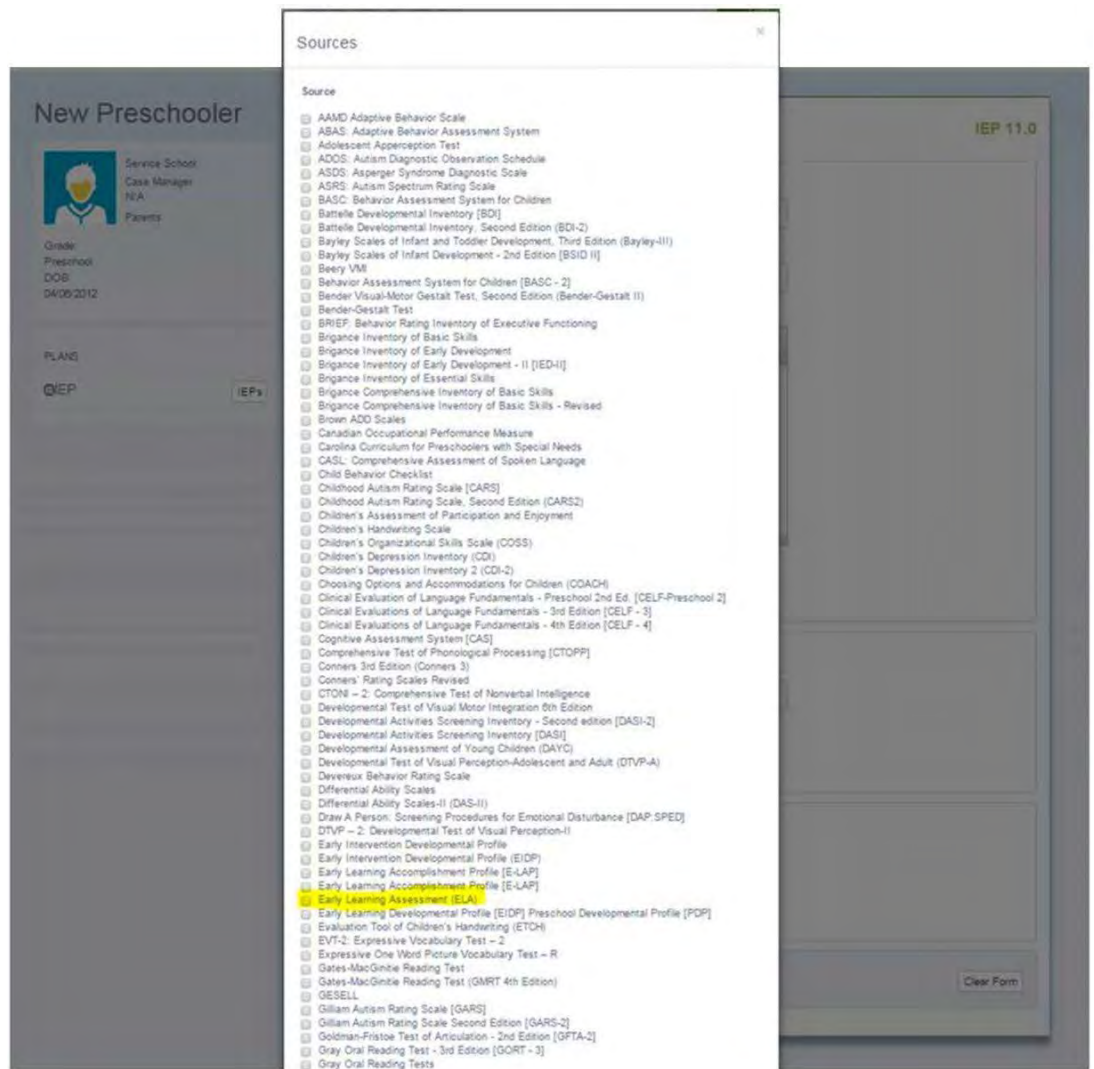 Sources
×
Source
New Preschooler
IEP 11.0
Service School
Case Manager
N/A
Parents
Grade:
Preschool
DOB:
04/06/2012
PLANS
IEP
IEPs
AAMD Adaptive Behavior Scale
ABAS: Adaptive Behavior Assessment System
Adolescent Apperception Test
ADOS: Autism Diagnostic Observation Schedule
ASDS: Asperger Syndrome Diagnostic Scale
ASRS: Autism Spectrum Rating Scale
BASC: Behavior Assessment System for Children
Battelle Developmental Inventory [BDI]
Battelle Developmental Inventory, Second Edition (BDI-2)
Bayley Scales of Infant and Toddler Development, Third Edition (Bayley-III)
Bayley Scales of Infant Development - 2nd Edition [BSID II]
Beery VMI
Behavior Assessment System for Children [BASC - 2]
Bender Visual-Motor Gestalt Test, Second Edition (Bender-Gestalt II)
Bender-Gestalt Test
BRIEF: Behavior Rating Inventory of Executive Functioning
Brigance Inventory of Basic Skills
Brigance Inventory of Early Development
Brigance Inventory of Early Development - II [IED-II]
Brigance Inventory of Essential Skills
Brigance Comprehensive Inventory of Basic Skills
Brigance Comprehensive Inventory of Basic Skills - Revised
Brown ADD Scales
Canadian Occupational Performance Measure
Carolina Curriculum for Preschoolers with Special Needs
CASL: Comprehensive Assessment of Spoken Language
Child Behavior Checklist
Childhood Autism Rating Scale [CARS]
Childhood Autism Rating Scale, Second Edition (CARS2)
Children's Assessment of Participation and Enjoyment
Children's Handwriting Scale
Children's Organizational Skills Scale (COSS)
Children's Depression Inventory (CDI)
Children's Depression Inventory 2 (CDI-2)
Choosing Options and Accommodations for Children (COACH)
Clinical Evaluation of Language Fundamentals - Preschool 2nd Ed. [CELF-Preschool 2]
Clinical Evaluations of Language Fundamentals - 3rd Edition [CELF - 3]
Clinical Evaluations of Language Fundamentals - 4th Edition [CELF - 4]
Cognitive Assessment System [CAS]
Comprehensive Test of Phonological Processing [CTOPP]
Conners 3rd Edition (Conners 3)
Conners' Rating Scales Revised
CTONI – 2: Comprehensive Test of Nonverbal Intelligence
Developmental Test of Visual Motor Integration 6th Edition
Developmental Activities Screening Inventory - Second edition [DASI-2]
Developmental Activities Screening Inventory [DASI]
Developmental Assessment of Young Children (DAYC)
Developmental Test of Visual Perception-Adolescent and Adult (DTVP-A)
Devereux Behavior Rating Scale
Differential Ability Scales
Differential Ability Scales-II (DAS-II)
Draw A Person: Screening Procedures for Emotional Disturbance [DAP:SPED]
DTVP – 2: Developmental Test of Visual Perception-II
Early Intervention Developmental Profile
Early Intervention Developmental Profile (EIDP)
Early Learning Accomplishment Profile [E-LAP]
Early Learning Accomplishment Profile [E-LAP]
Early Learning Assessment (ELA)
Early Learning Developmental Profile [EIDP] Preschool Developmental Profile [PDP]
Evaluation Tool of Children's Handwriting (ETCH)
EVT-2: Expressive Vocabulary Test – 2
Expressive One Word Picture Vocabulary Test – R
Gates-MacGinitie Reading Test
Gates-MacGinitie Reading Test (GMRT 4th Edition)
GESELL
Gilliam Autism Rating Scale [GARS]
Gilliam Autism Rating Scale Second Edition [GARS-2]
Goldman-Fristoe Test of Articulation - 2nd Edition [GFTA-2]
Gray Oral Reading Test - 3rd Edition [GORT - 3]
Gray Oral Reading Tests
Clear Form